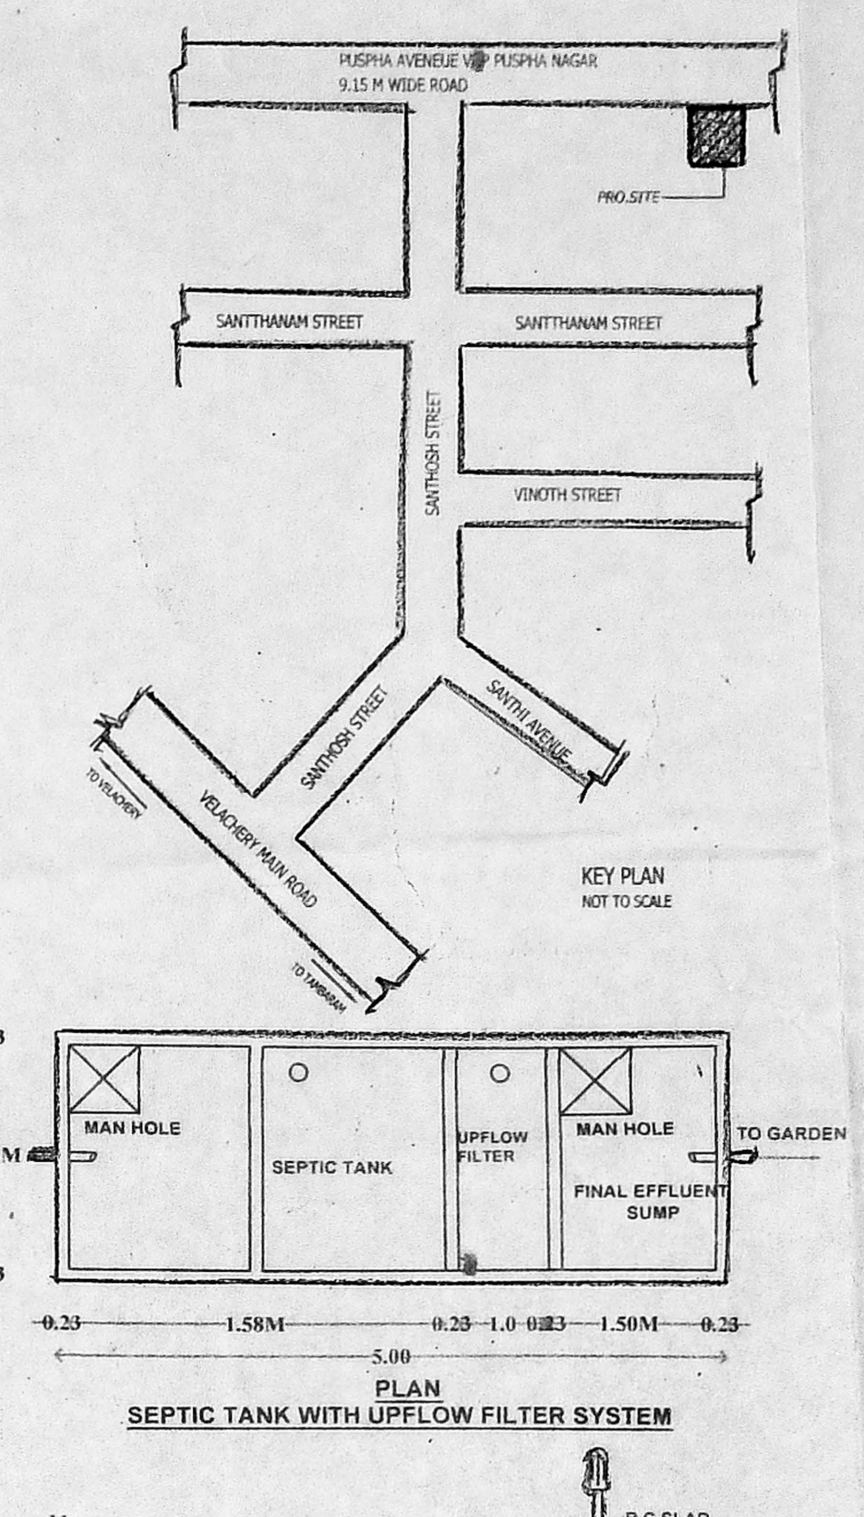 PUSPHA AVENEUE PUSPHA NAGAR
9.15 M WIDE ROAD
PRO.SITE
SANTTHANAM STREET
SANTTHANAM STREET
SANTHOSH STREET
VINOTH STREET
SANTHI AVENUE
SANTHOSH STREET
TO VELACHERY
VELACHERY MAIN ROAD
TO TAMBARAM
KEY PLAN
NOT TO SCALE
MAN HOLE
SEPTIC TANK
UPFLOW
FILTER
MAN HOLE
TO GARDEN
FINAL EFFLUENT
SUMP
M
0.23 1.58M 0.23 1.0 0.23 1.50M 0.23
5.00
PLAN
SEPTIC TANK WITH UPFLOW FILTER SYSTEM